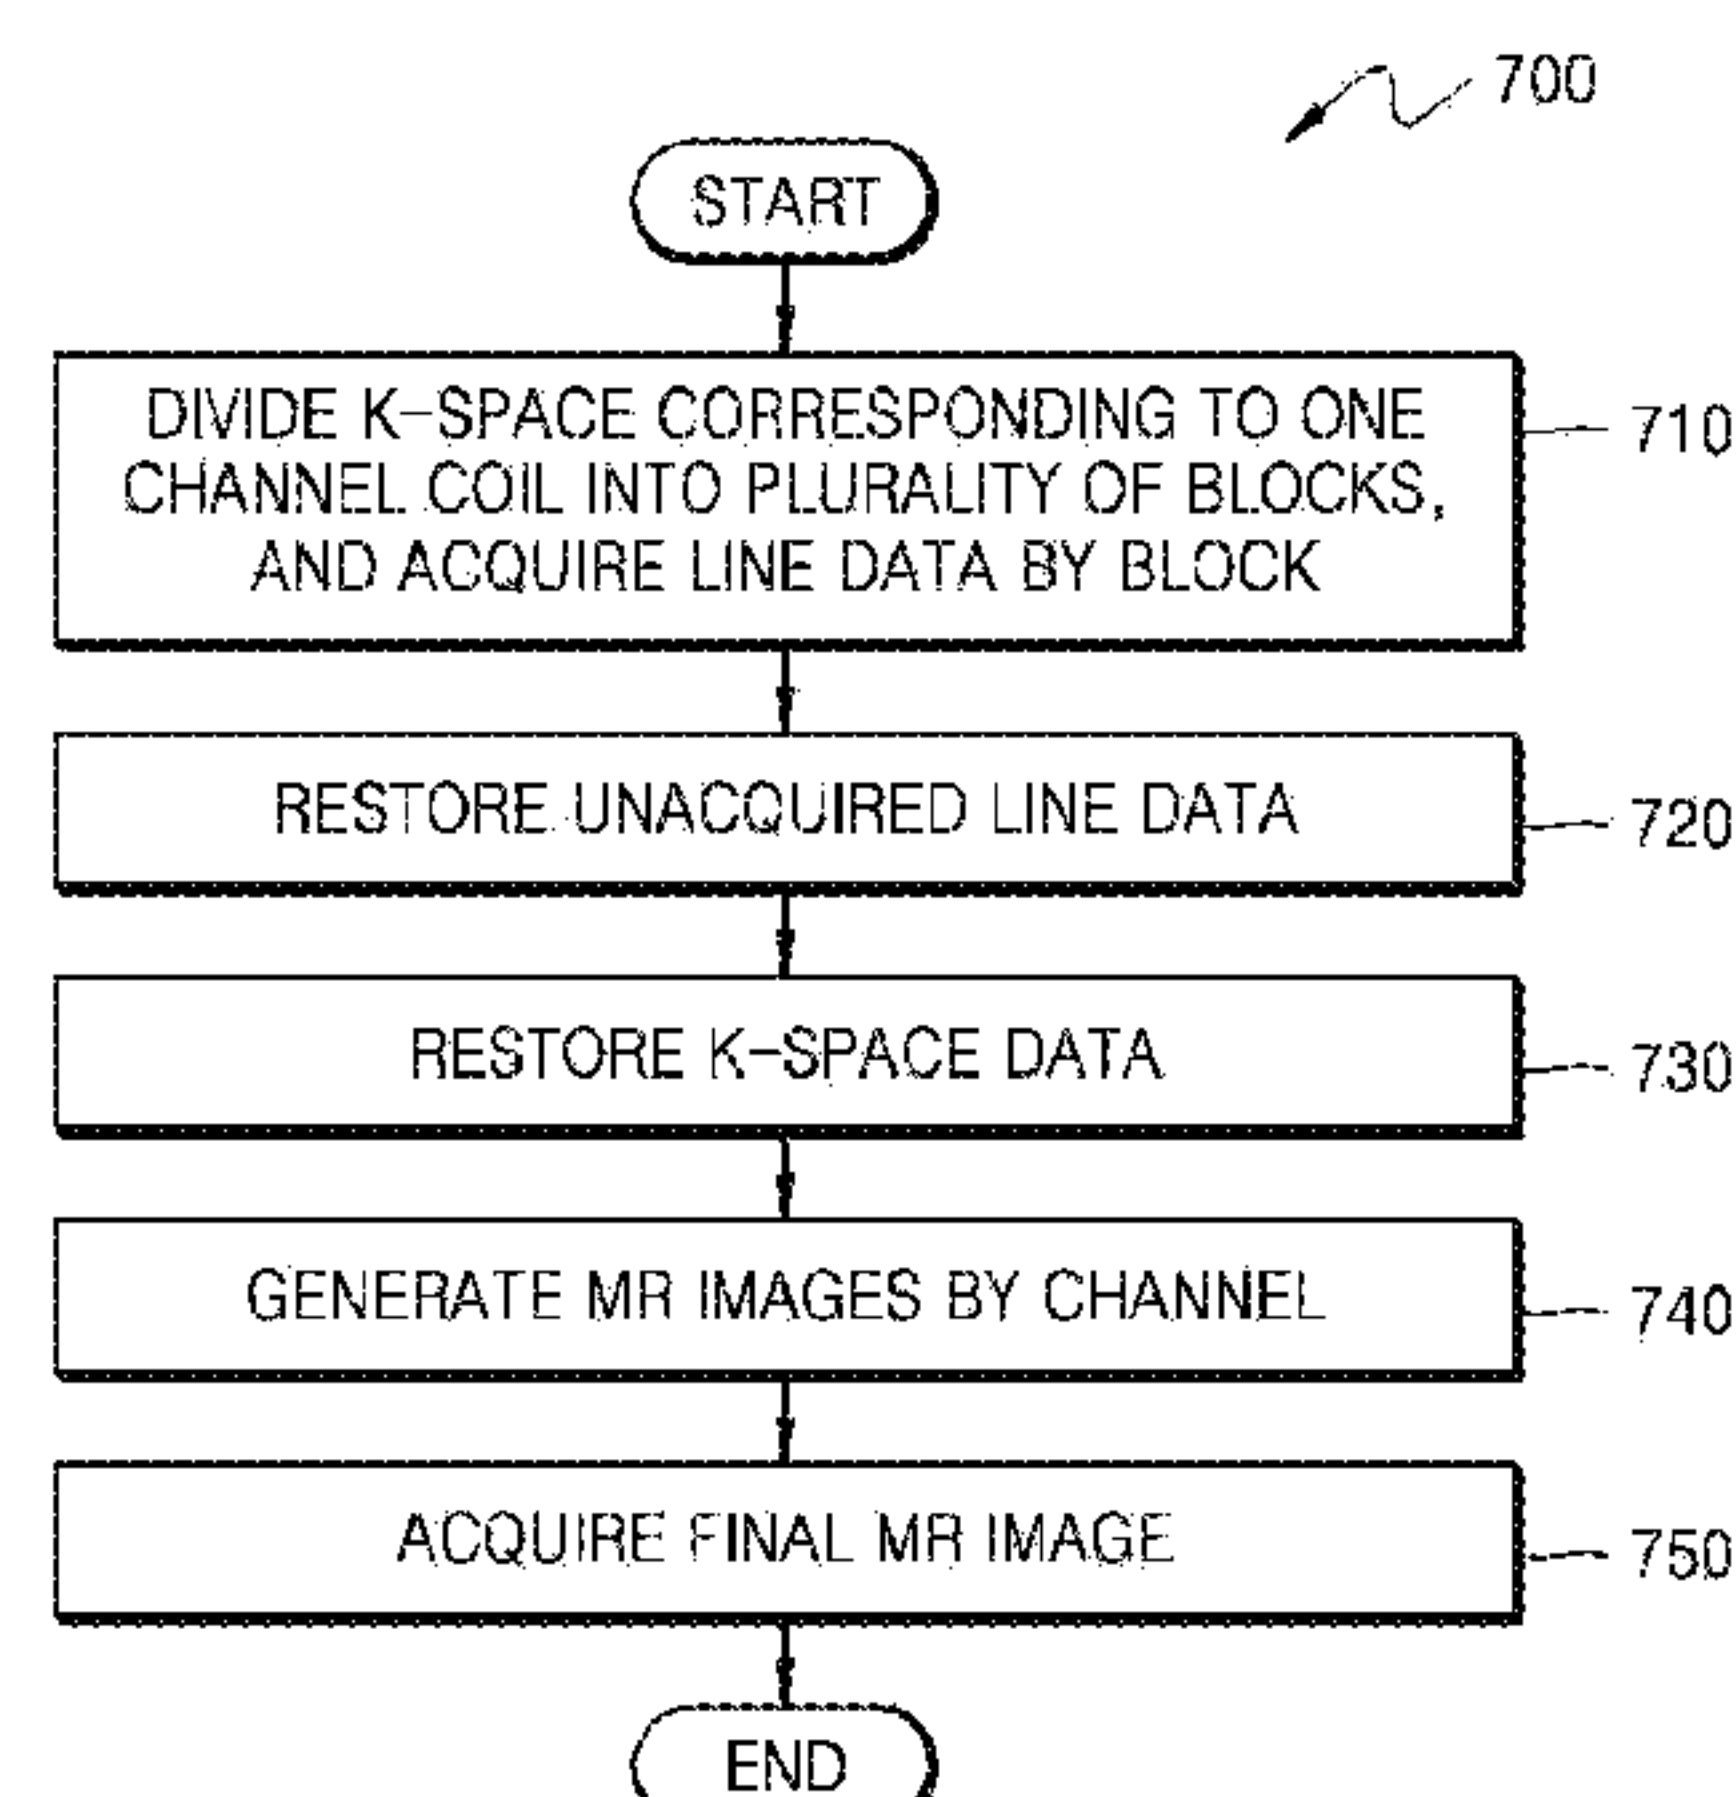 700
START
DIVIDE K-SPACE CORRESPONDING TO ONE
CHANNEL COIL INTO PLURALITY OF BLOCKS,
AND ACQUIRE LINE DATA BY BLOCK
710
RESTORE UNACQUIRED LINE DATA
720
RESTORE K-SPACE DATA
730
GENERATE MR IMAGES BY CHANNEL
740
ACQUIRE FINAL MR IMAGE
750
END